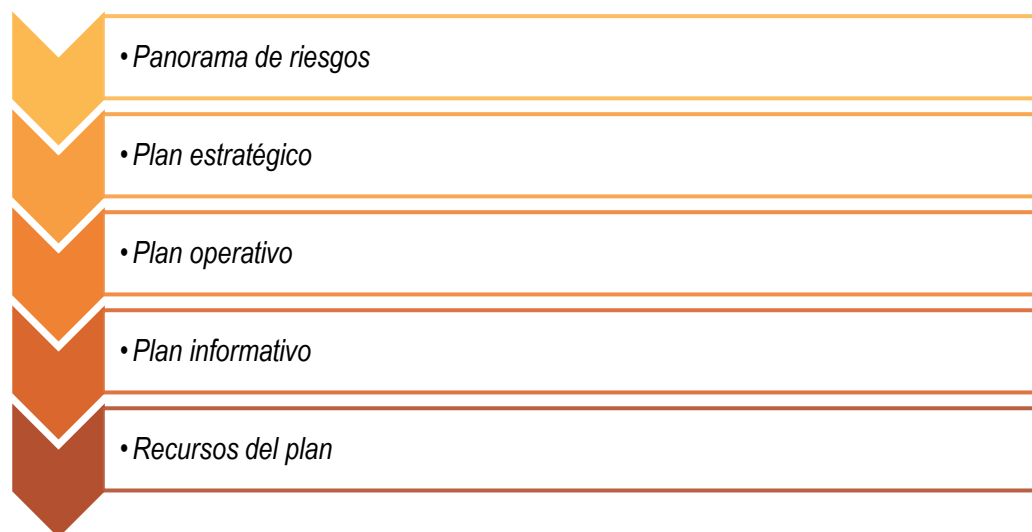 • Panorama de riesgos
• Plan estratégico
• Plan operativo
• Plan informativo
• Recursos del plan